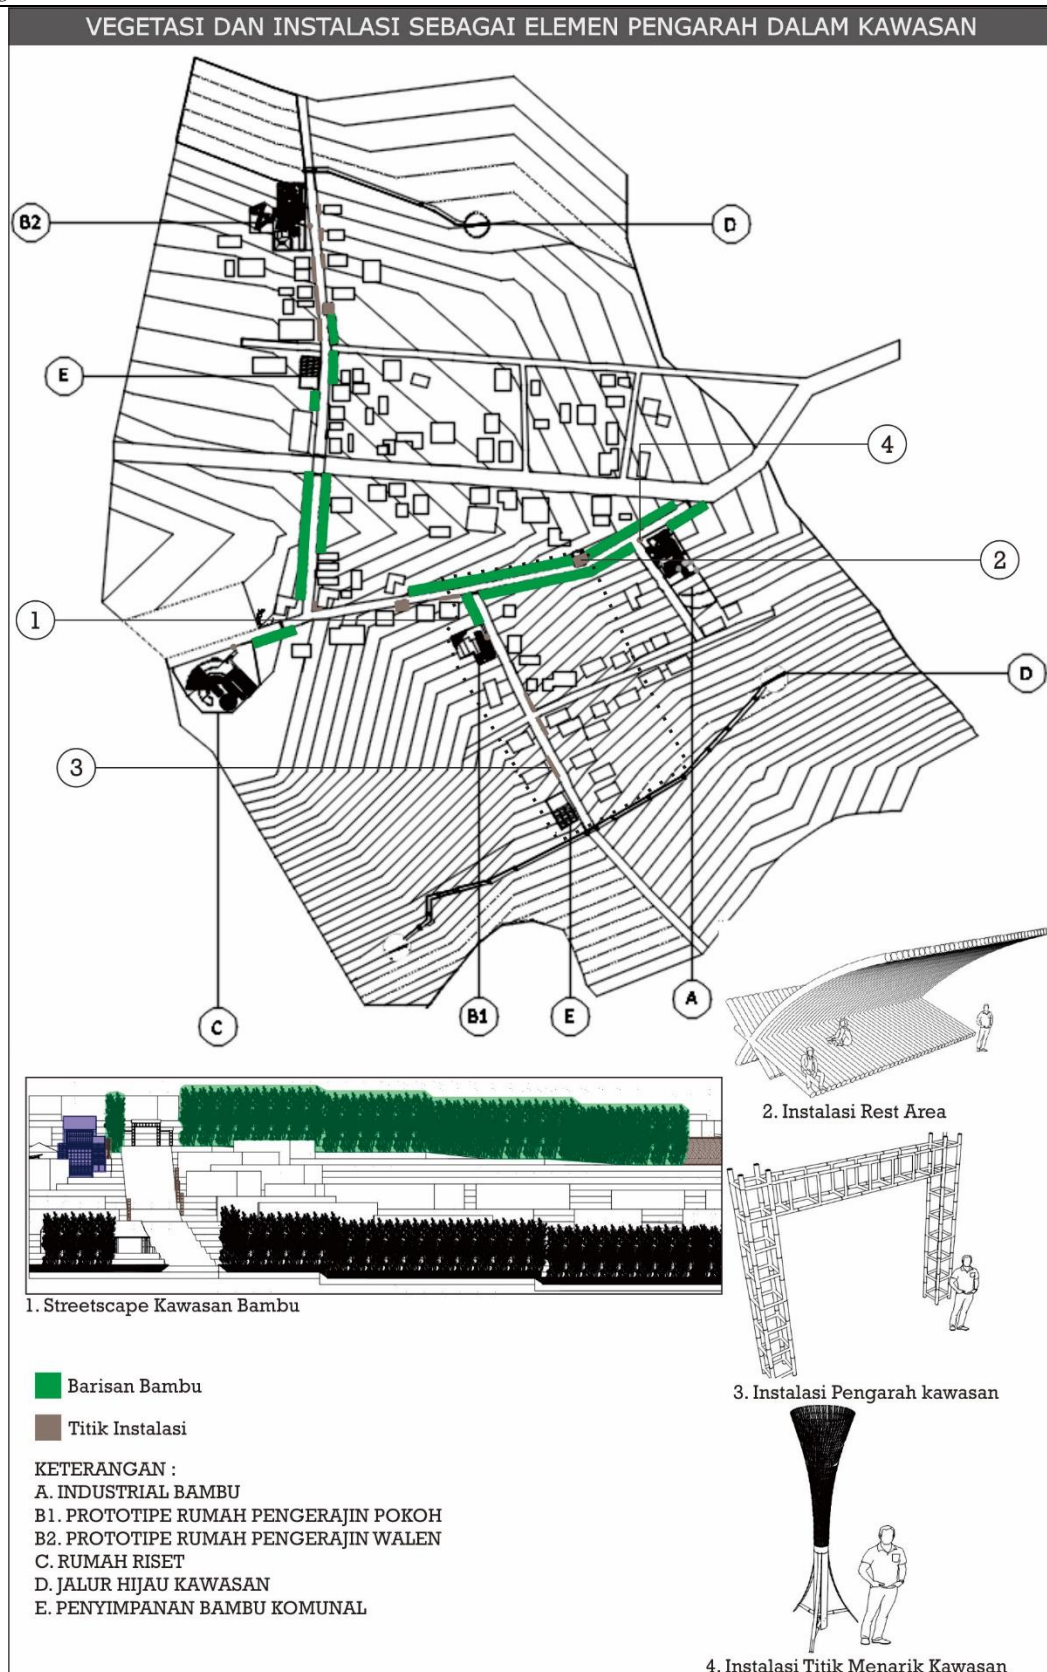 VEGETASI DAN INSTALASI SEBAGAI ELEMEN PENGARAH DALAM KAWASAN
B2
D
E
4
2
1
D
3
A
B1
E
C
2. Instalasi Rest Area
1. Streetscape Kawasan Bambu
3. Instalasi Pengarah kawasan
Barisan Bambu
Titik Instalasi
KETERANGAN :
A. INDUSTRIAL BAMBU
B1. PROTOTIPE RUMAH PENGERAJIN POKOH
B2. PROTOTIPE RUMAH PENGERAJIN WALEN
C. RUMAH RISET
D. JALUR HIJAU KAWASAN
E. PENYIMPANAN BAMBU KOMUNAL
4. Instalasi Titik Menarik Kawasan